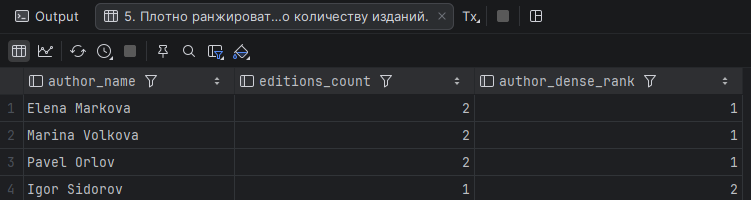 Output
5. Плотно ранжироват...о количеству изданий.
Tx
author_name editions_count author_dense_rank
1 Elena Markova 2 1
2 Marina Volkova 2 1
3 Pavel Orlov 2 1
4 Igor Sidorov 1 2